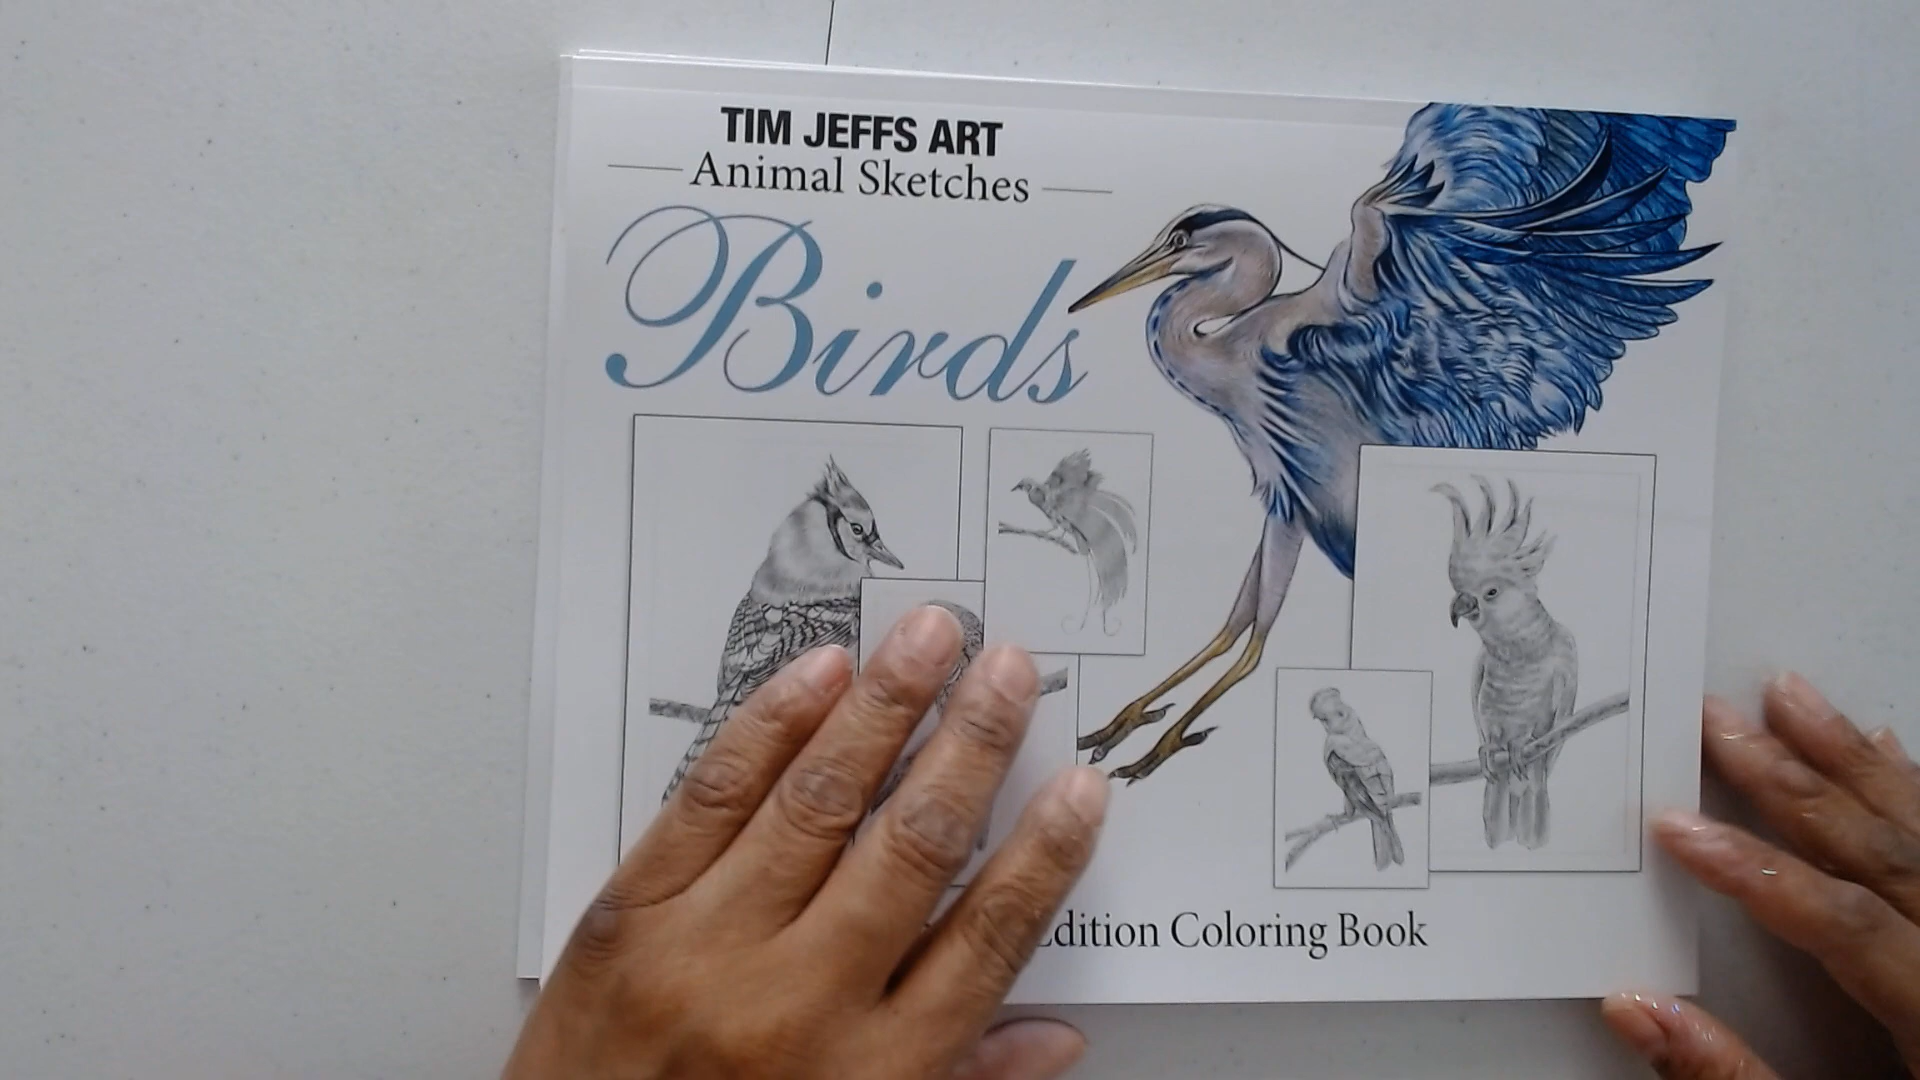 TIM JEFFS ART
Animal Sketches
Birds
Edition Coloring Book